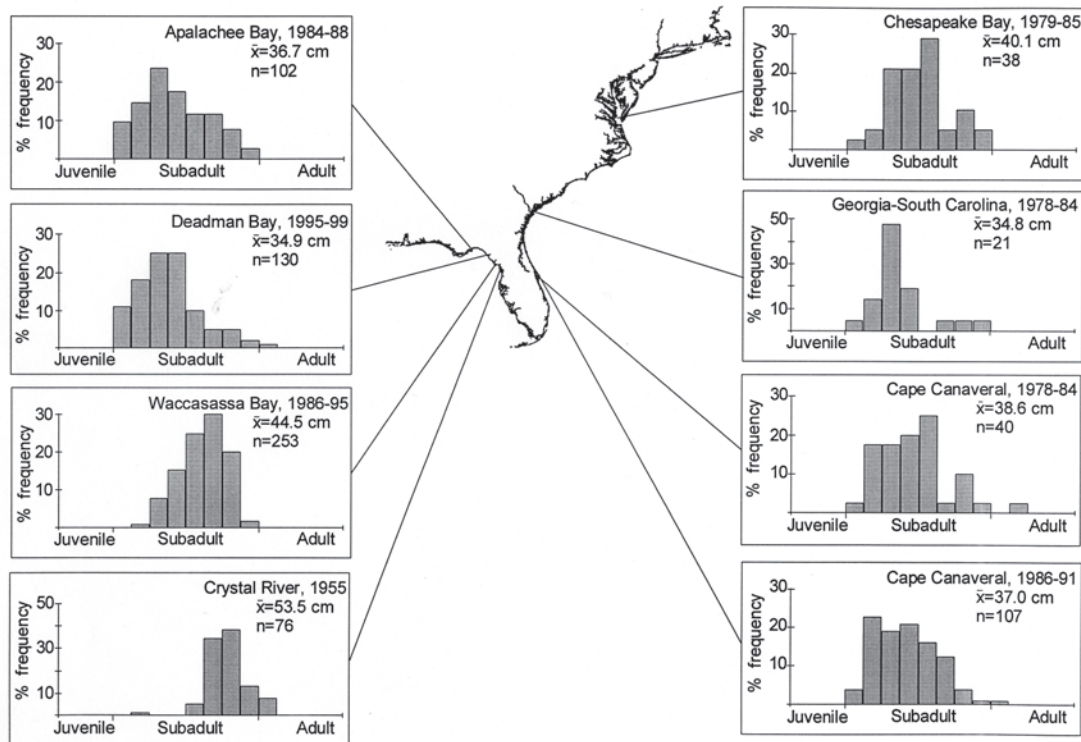 Apalachee Bay, 1984-88
x̄=36.7 cm
n=102
% frequency
30
20
10
Juvenile Subadult Adult
Deadman Bay, 1995-99
x̄=34.9 cm
n=130
% frequency
30
20
10
Juvenile Subadult Adult
Waccasassa Bay, 1986-95
x̄=44.5 cm
n=253
% frequency
30
20
10
Juvenile Subadult Adult
Crystal River, 1955
x̄=53.5 cm
n=76
% frequency
50
30
10
Juvenile Subadult Adult
Chesapeake Bay, 1979-85
x̄=40.1 cm
n=38
% frequency
30
20
10
Juvenile Subadult Adult
Georgia-South Carolina, 1978-84
x̄=34.8 cm
n=21
% frequency
50
30
10
Juvenile Subadult Adult
Cape Canaveral, 1978-84
x̄=38.6 cm
n=40
% frequency
30
20
10
Juvenile Subadult Adult
Cape Canaveral, 1986-91
x̄=37.0 cm
n=107
% frequency
30
20
10
Juvenile Subadult Adult